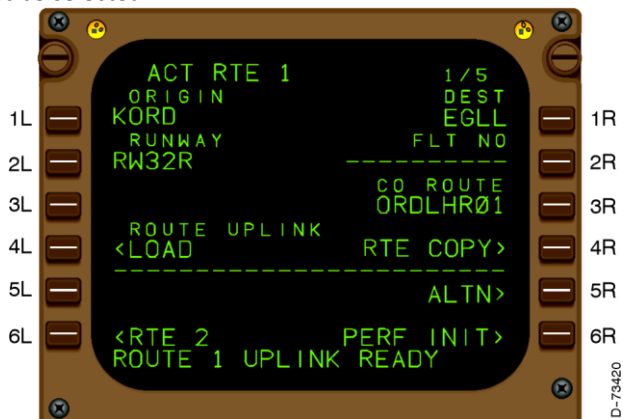 ACT RTE 1 1/5
ORIGIN DEST
1L KORD EGLL 1R
RUNWAY FLT NO
2L RW32R ---------- 2R
CO ROUTE
3L ORDLHRØ1 3R
ROUTE UPLINK
4L <LOAD RTE COPY> 4R
------------------------
5L ALTN> 5R
6L <RTE 2 PERF INIT> 6R
ROUTE 1 UPLINK READY
D-73420